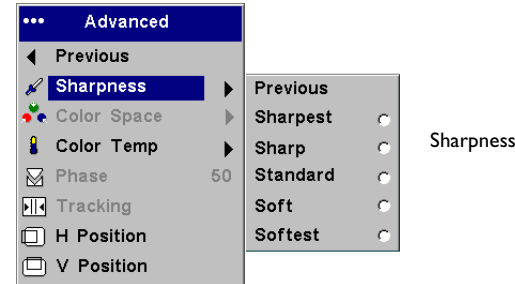 ••• Advanced
Previous
Sharpness
Color Space
Color Temp
Phase 50
Tracking
H Position
V Position
Previous
Sharpest
Sharp
Standard
Soft
Softest
Sharpness